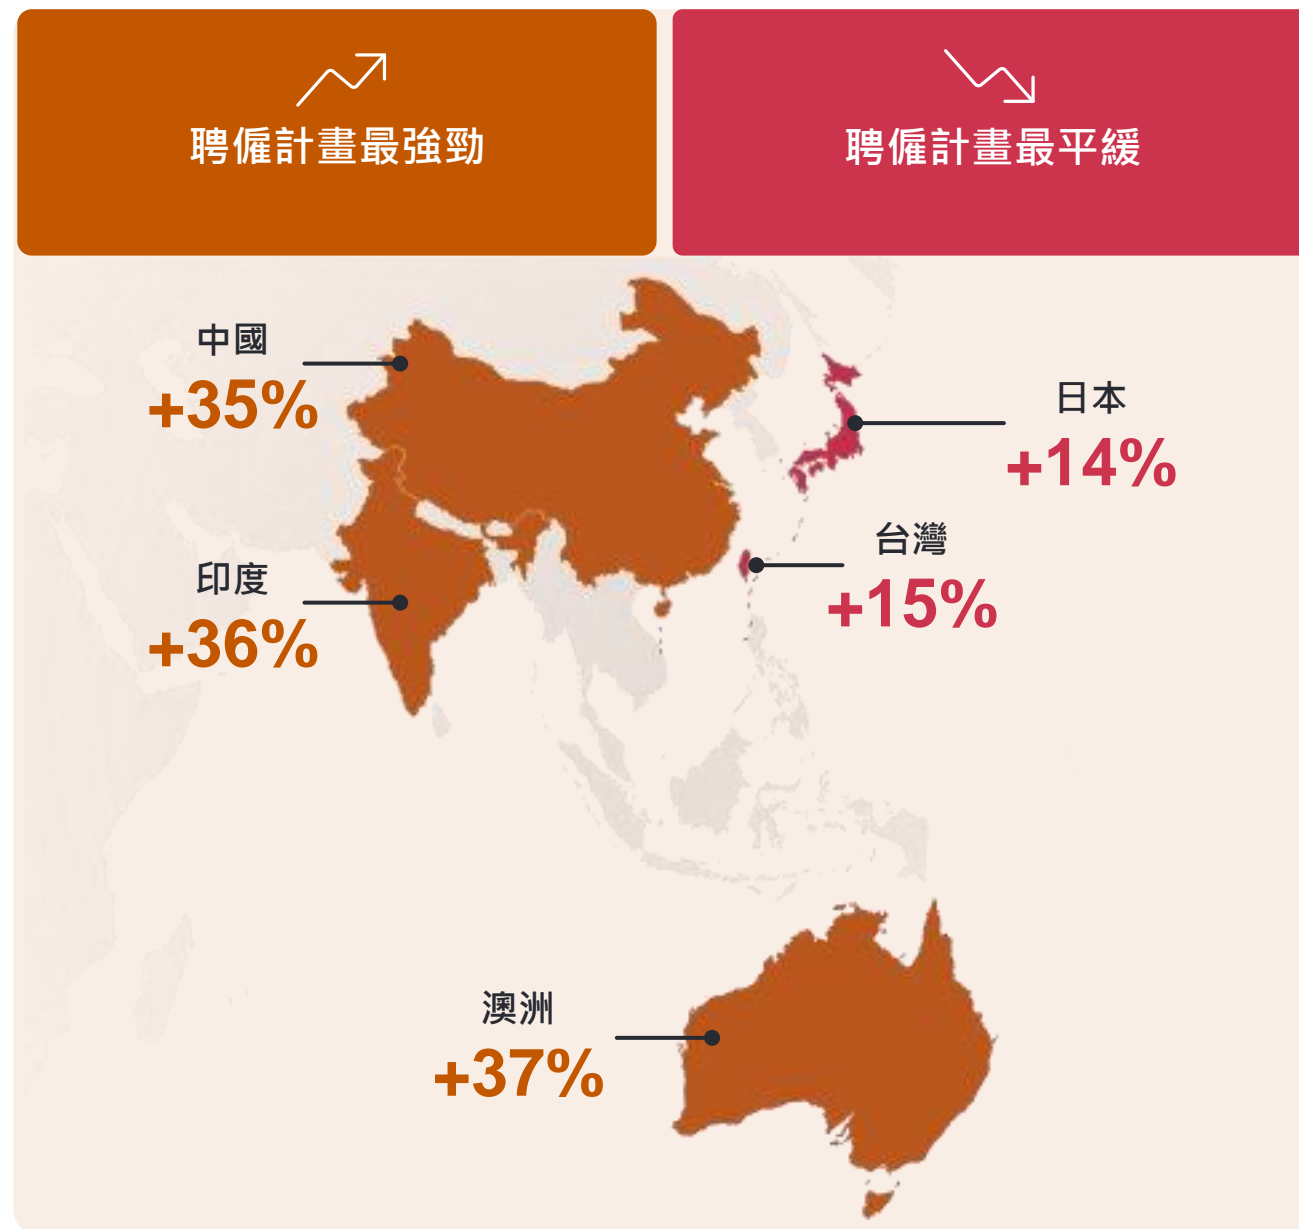 聘僱計畫最強勁
聘僱計畫最平緩
中國
+35%
日本
+14%
台灣
+15%
印度
+36%
澳洲
+37%